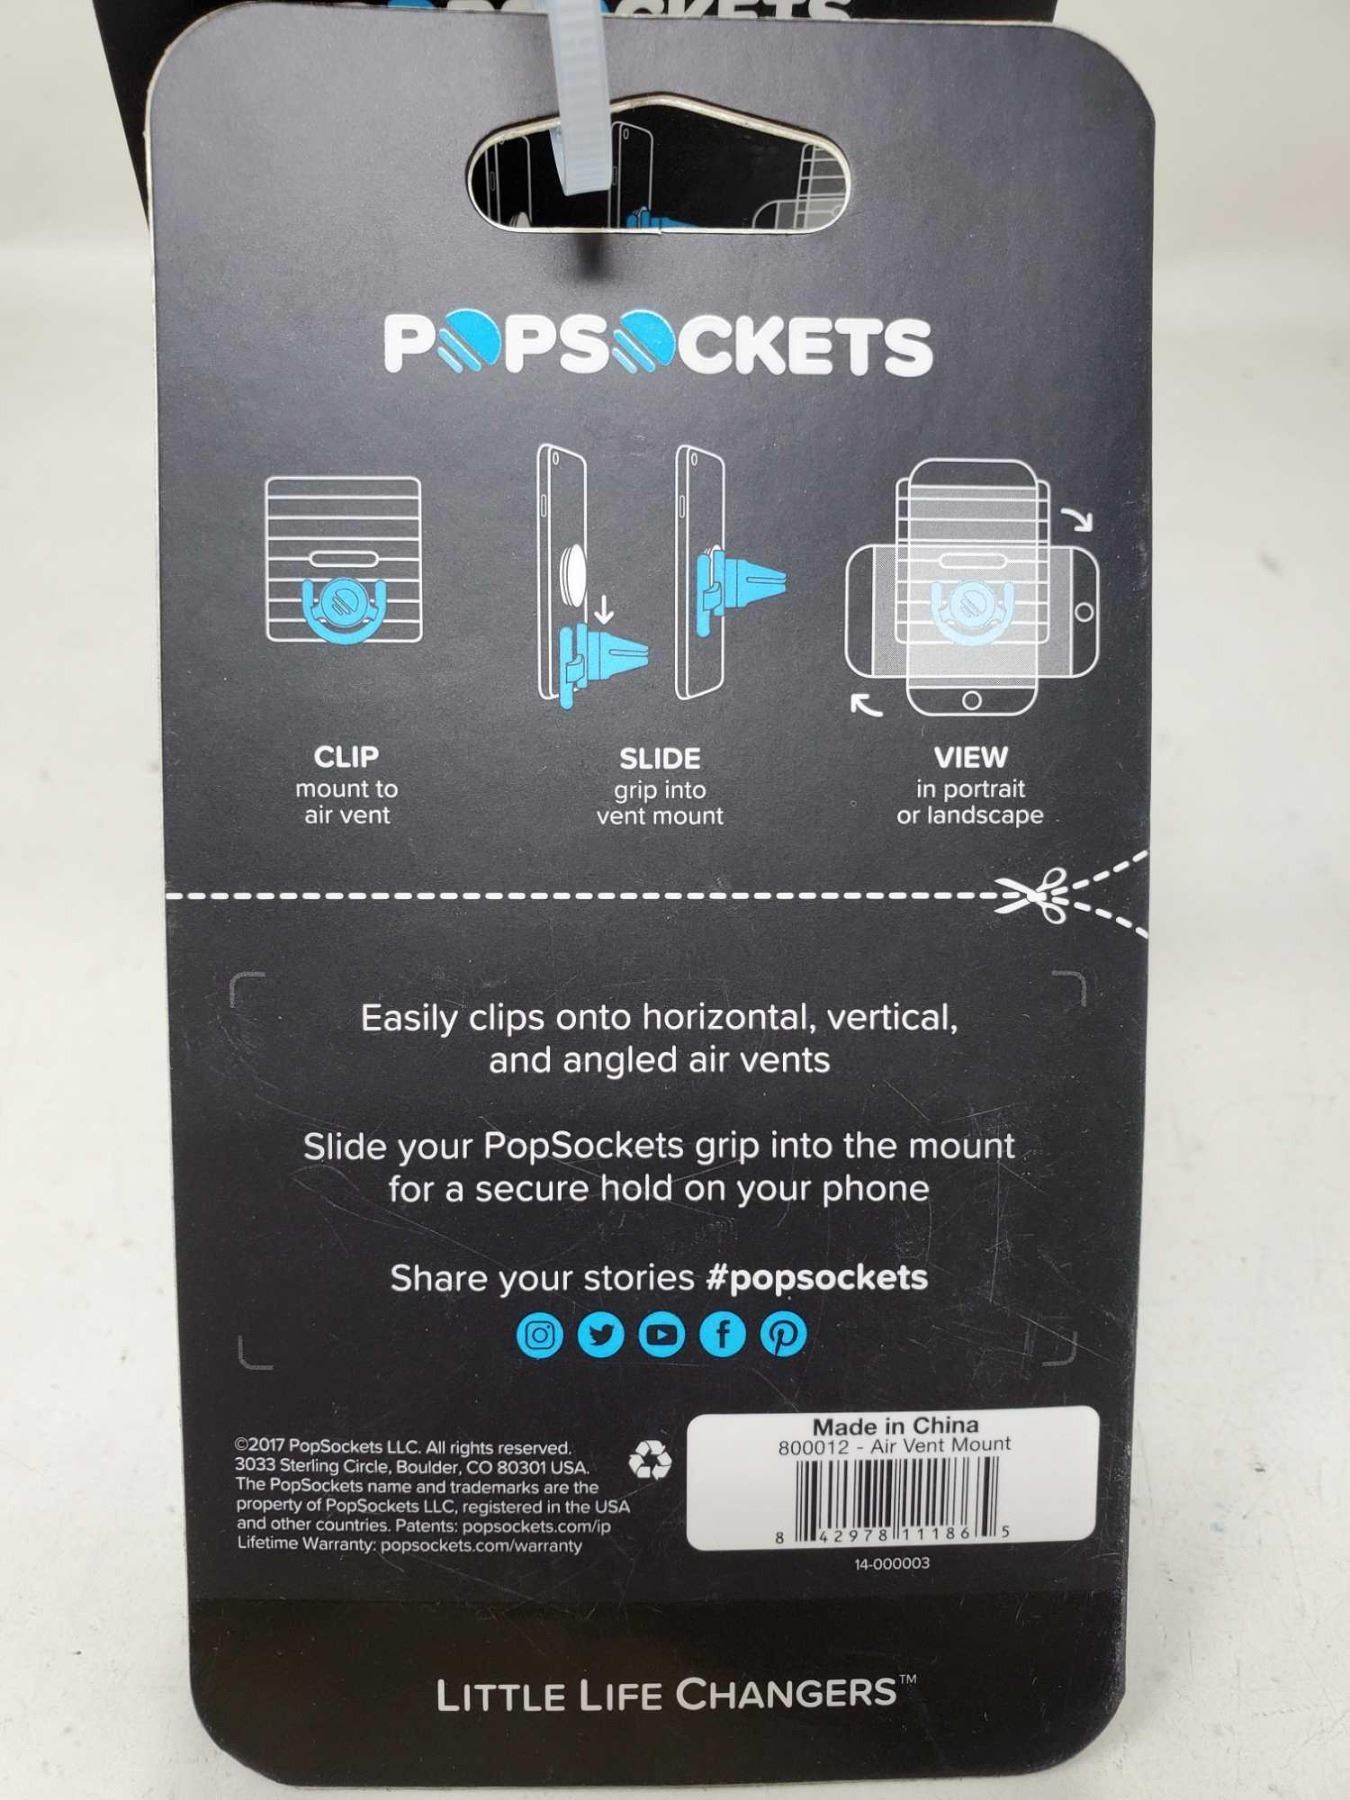 POPSOCKETS
POPSOCKETS
CLIP
mount to
air vent
SLIDE
grip into
vent mount
VIEW
in portrait
or landscape
Easily clips onto horizontal, vertical,
and angled air vents
Slide your PopSockets grip into the mount
for a secure hold on your phone
Share your stories #popsockets
©2017 PopSockets LLC. All rights reserved.
3033 Sterling Circle, Boulder, CO 80301 USA.
The PopSockets name and trademarks are the
property of PopSockets LLC, registered in the USA
and other countries. Patents: popsockets.com/ip
Lifetime Warranty: popsockets.com/warranty
Made in China
800012 - Air Vent Mount
8 42978 11186 5
14-000003
LITTLE LIFE CHANGERS™